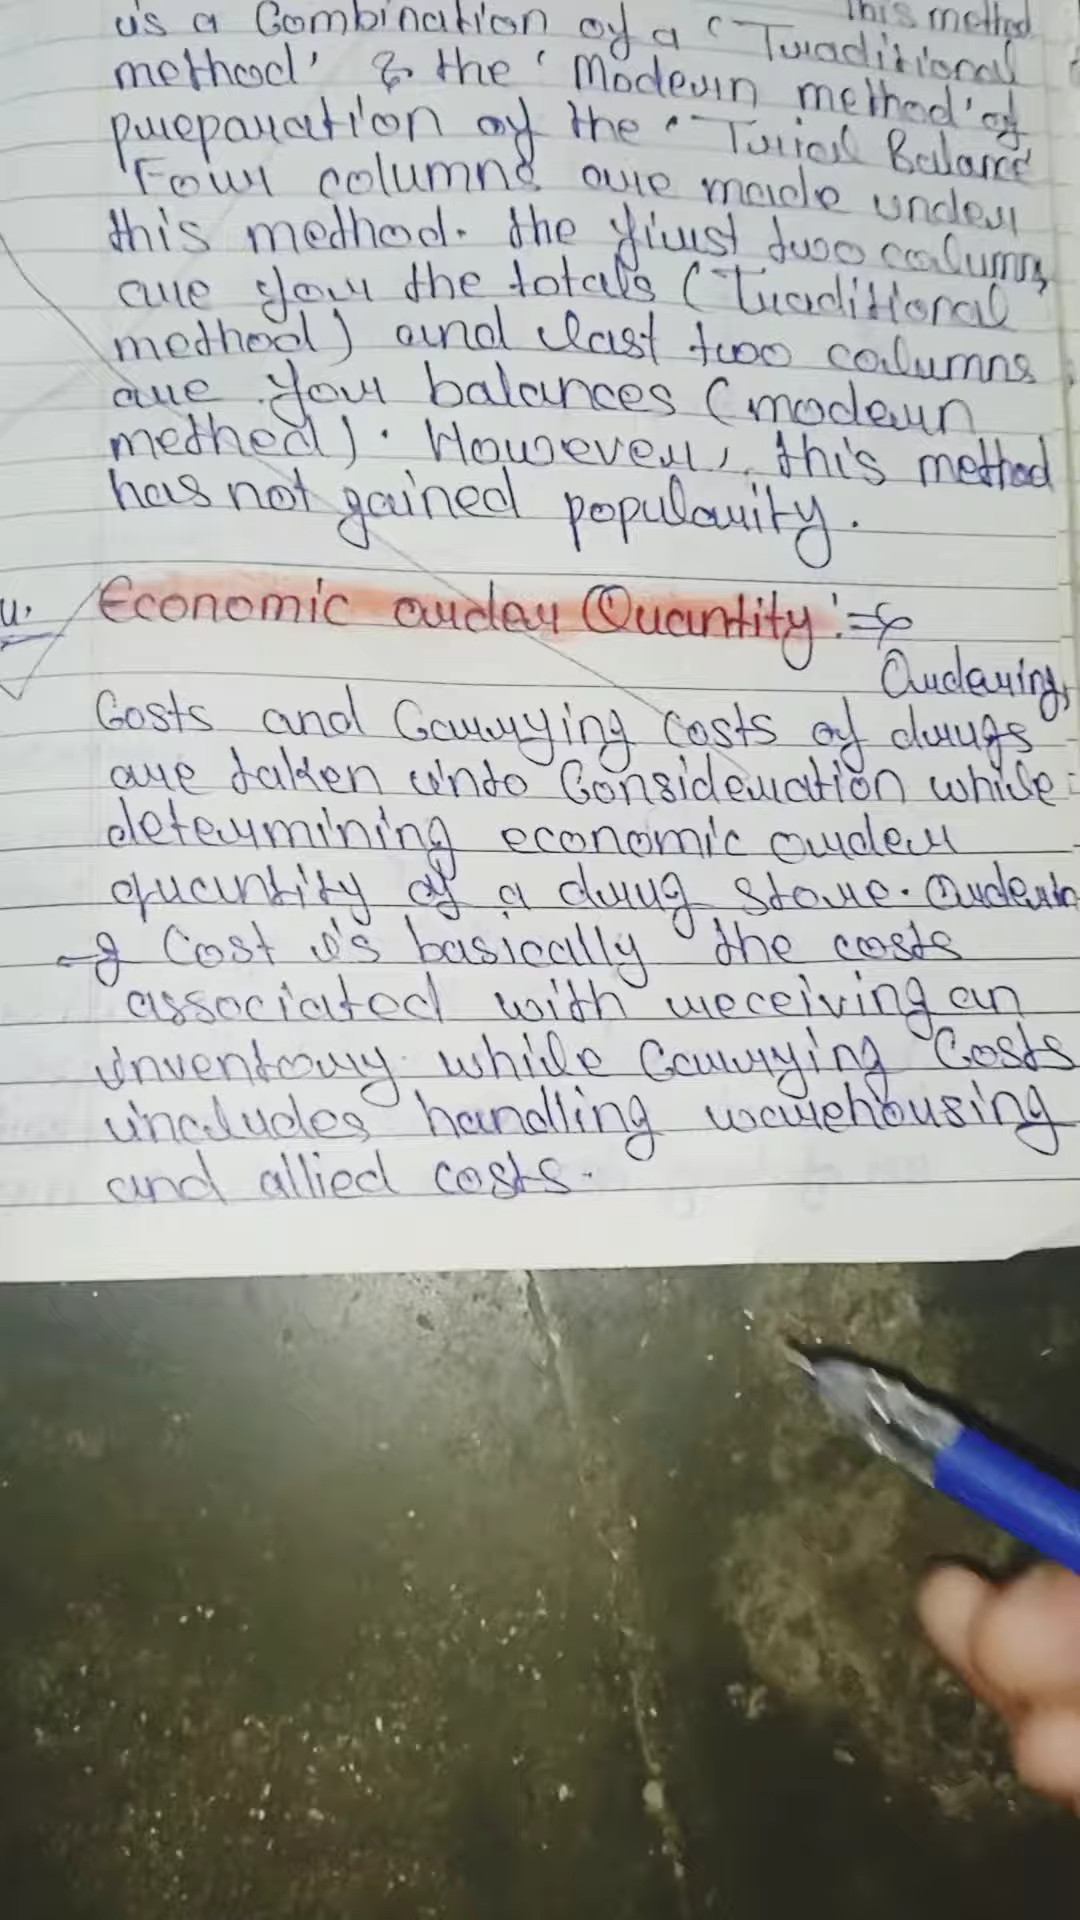 This method
is a Combination of a 'Traditional
method' & the 'Modern method' of
preparation of the 'Trial Balance
Four columns are made under
this method. the first two columns
are for the totals (Traditional
method) and last two columns
are for balances (modern
method). However, this method
has not gained popularity.
Economic order Quantity :⇒
Ordering,
Costs and Carrying costs of drugs
are taken into Consideration while
determining economic order
quantity of a drug store. Orderin
-g Cost is basically the costs
associated with receiving an
inventory while Carrying Costs
includes handling warehousing
and allied costs.